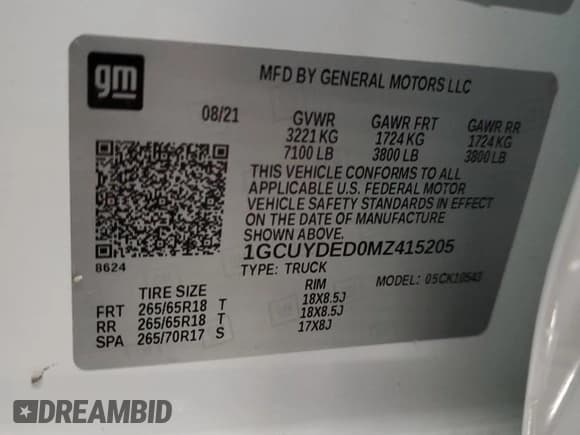 gm
MFD BY GENERAL MOTORS LLC
08/21 GVWR GAWR FRT GAWR RR
3221 KG 1724 KG 1724 KG
7100 LB 3800 LB 3800 LB
THIS VEHICLE CONFORMS TO ALL
APPLICABLE U.S. FEDERAL MOTOR
VEHICLE SAFETY STANDARDS IN EFFECT
ON THE DATE OF MANUFACTURE
SHOWN ABOVE.
8624 1GCUYDED0MZ415205
TYPE: TRUCK MODEL: 05CK10543
TIRE SIZE RIM
FRT 265/65R18 T 18X8.5J
RR 265/65R18 T 18X8.5J
SPA 265/70R17 S 17X8J
DREAMBID